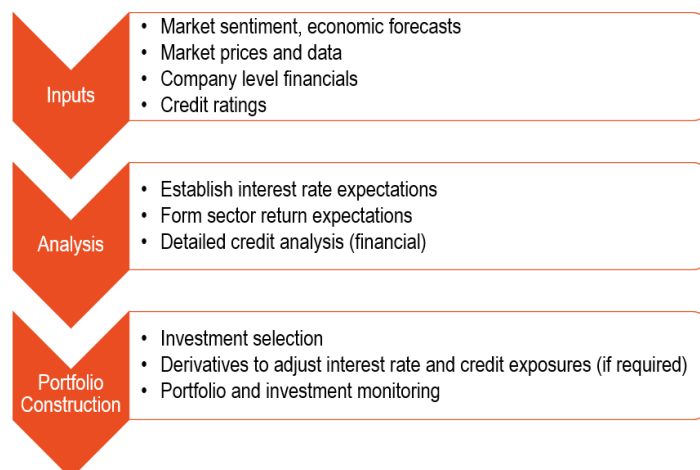 Inputs
• Market sentiment, economic forecasts
• Market prices and data
• Company level financials
• Credit ratings
Analysis
• Establish interest rate expectations
• Form sector return expectations
• Detailed credit analysis (financial)
Portfolio
Construction
• Investment selection
• Derivatives to adjust interest rate and credit exposures (if required)
• Portfolio and investment monitoring